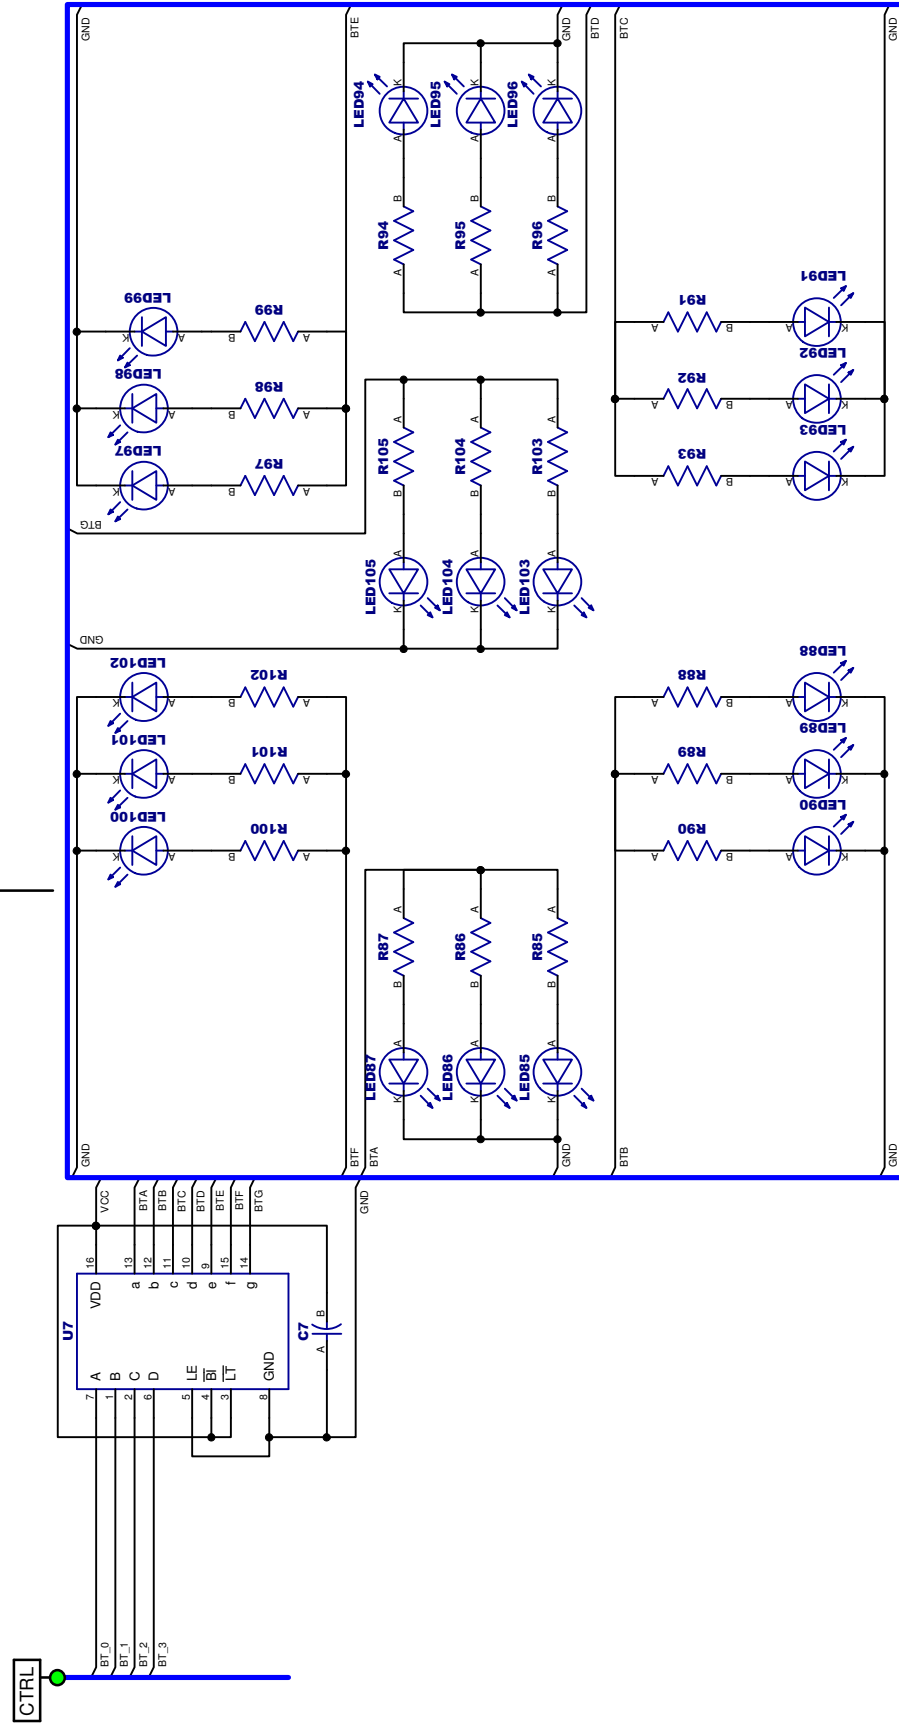 GND
BTE
GND
BTD
BTC
GND
LED94
K
A
B
R94
A
LED95
K
A
B
R95
A
LED96
K
A
B
R96
A
LED99
K
A
B
R99
A
LED98
K
A
B
R98
A
LED97
K
A
B
R97
A
BTG
GND
A
R105
B
A
LED105
K
A
R104
B
A
LED104
K
A
R103
B
A
LED103
K
A
R91
B
A
LED91
K
A
R92
B
A
LED92
K
A
R93
B
A
LED93
K
LED102
K
A
B
R102
A
LED101
K
A
B
R101
A
LED100
K
A
B
R100
A
A
R88
B
A
LED88
K
A
R89
B
A
LED89
K
A
R90
B
A
LED90
K
A
R87
B
A
LED87
K
A
R86
B
A
LED86
K
A
R85
B
A
LED85
K
GND
BTF
BTA
GND
BTB
GND
VCC
BTA
BTB
BTC
BTD
BTE
BTF
BTG
GND
16
13
12
11
10
9
15
14
VDD
a
b
c
d
e
f
g
U7
C7
B
A
A
B
C
D
LE
BI
LT
GND
7
1
2
6
5
4
3
8
BT_0
BT_1
BT_2
BT_3
CTRL